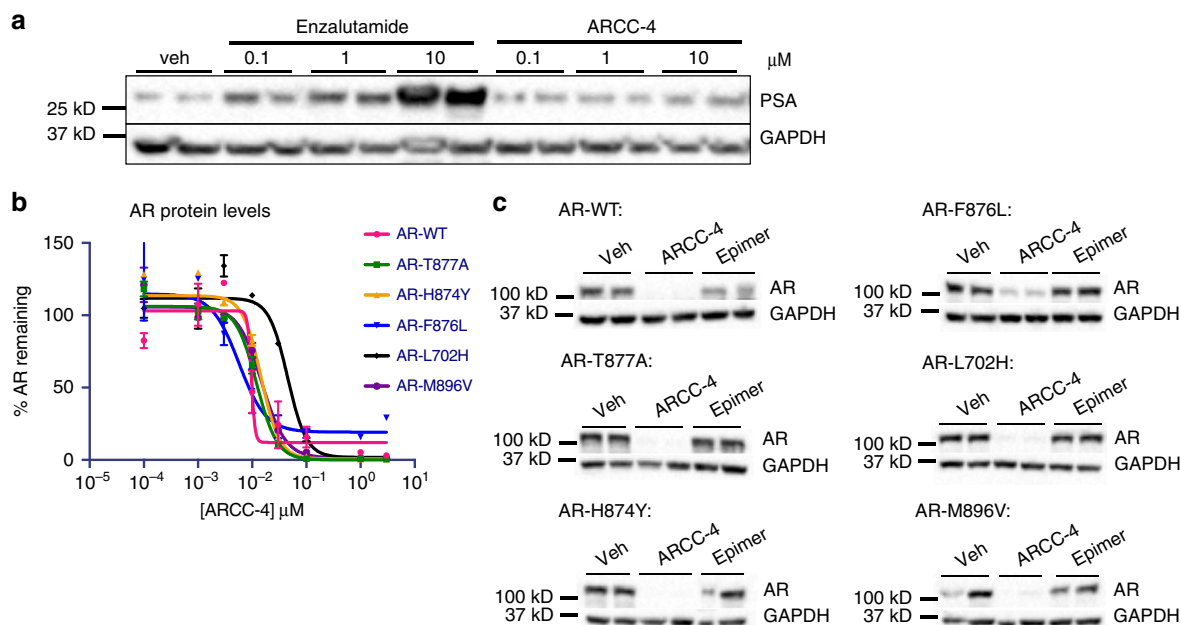 a
Enzalutamide ARCC-4
veh 0.1 1 10 0.1 1 10 μM
25 kD PSA
37 kD GAPDH
b
AR protein levels
% AR remaining
150
100
50
0
10⁻⁵ 10⁻⁴ 10⁻³ 10⁻² 10⁻¹ 10⁰ 10¹
[ARCC-4] μM
AR-WT
AR-T877A
AR-H874Y
AR-F876L
AR-L702H
AR-M896V
c
AR-WT:
Veh ARCC-4 Epimer
100 kD AR
37 kD GAPDH
AR-F876L:
Veh ARCC-4 Epimer
100 kD AR
37 kD GAPDH
AR-T877A:
Veh ARCC-4 Epimer
100 kD AR
37 kD GAPDH
AR-L702H:
Veh ARCC-4 Epimer
100 kD AR
37 kD GAPDH
AR-H874Y:
Veh ARCC-4 Epimer
100 kD AR
37 kD GAPDH
AR-M896V:
Veh ARCC-4 Epimer
100 kD AR
37 kD GAPDH